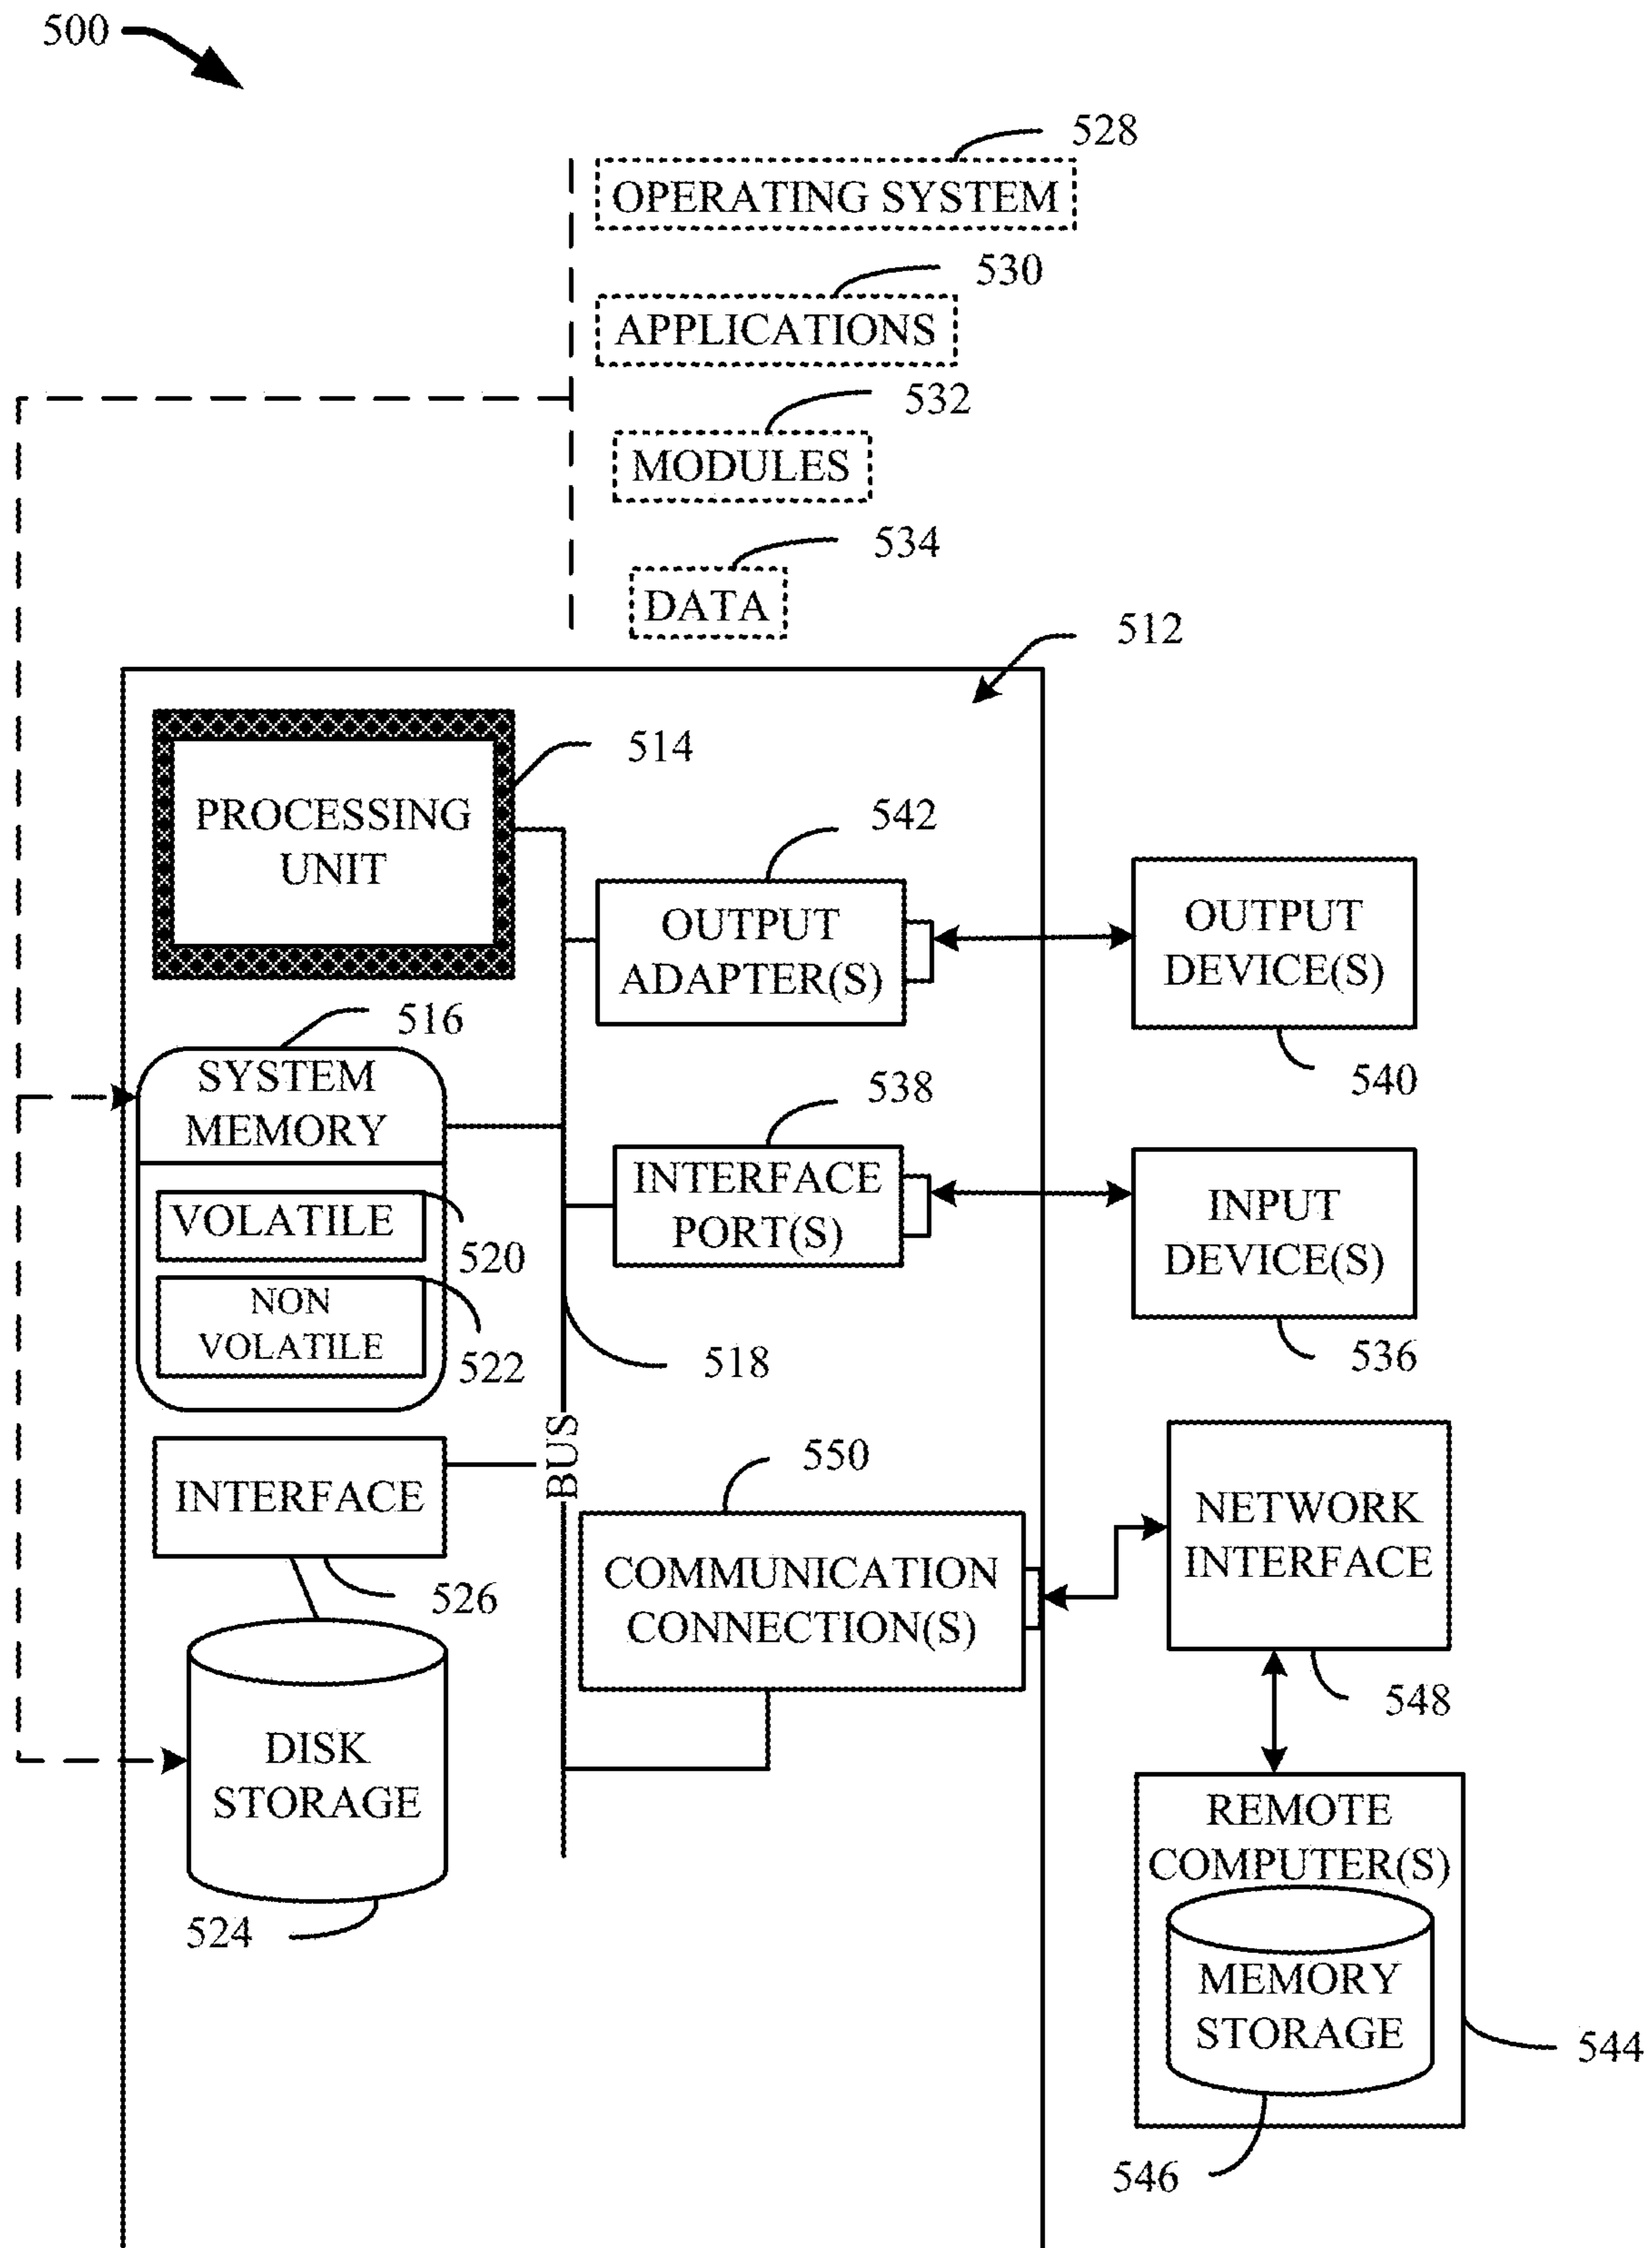 500
528
OPERATING SYSTEM
530
APPLICATIONS
532
MODULES
534
DATA
512
514
PROCESSING
UNIT
542
OUTPUT
ADAPTER(S)
OUTPUT
DEVICE(S)
540
516
SYSTEM
MEMORY
538
INTERFACE
PORT(S)
INPUT
DEVICE(S)
536
VOLATILE
520
NON
VOLATILE
522
518
BUS
INTERFACE
526
550
COMMUNICATION
CONNECTION(S)
NETWORK
INTERFACE
548
DISK
STORAGE
524
REMOTE
COMPUTER(S)
MEMORY
STORAGE
544
546